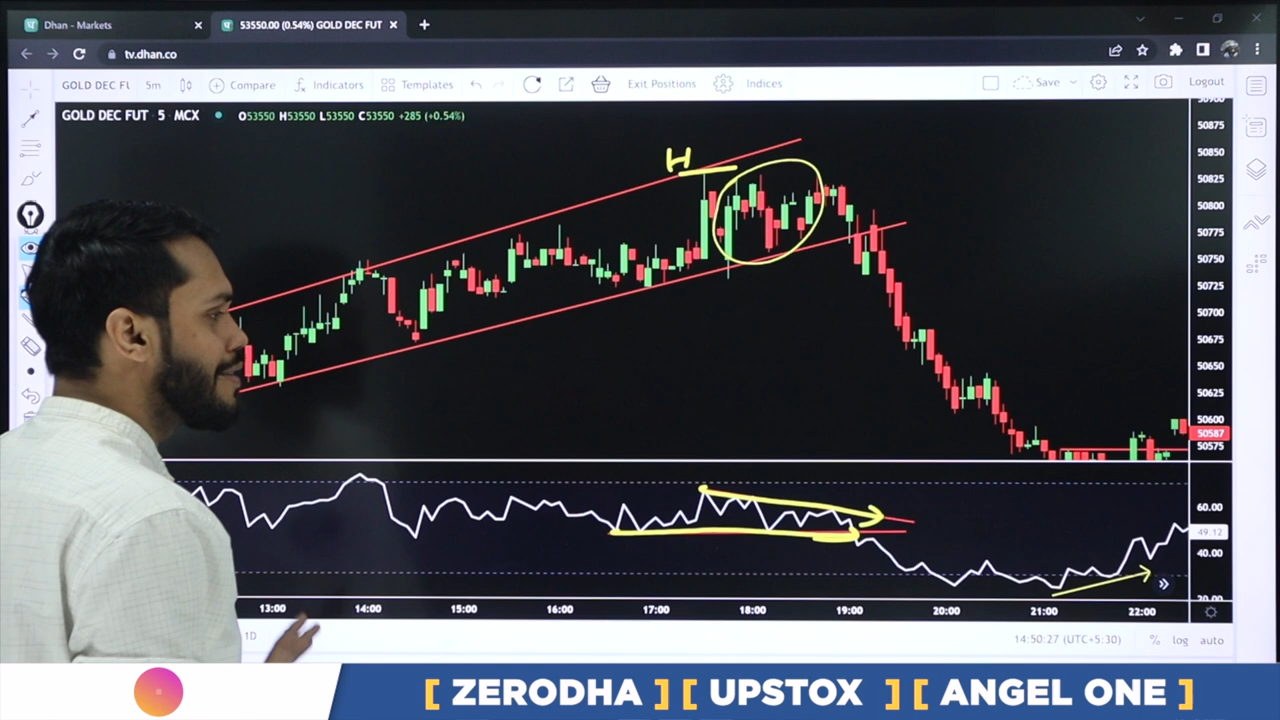 Dhan - Markets
53550.00 (0.54%) GOLD DEC FUT
tv.dhan.co
GOLD DEC FU 5m Compare Indicators Templates Exit Positions Indices Save Logout
GOLD DEC FUT · 5 · MCX O53550 H53550 L53550 C53550 +285 (+0.54%)
H
50900
50875
50850
50825
50800
50775
50750
50725
50700
50675
50650
50625
50600
50587
50575
60.00
49.12
40.00
20.00
13:00 14:00 15:00 16:00 17:00 18:00 19:00 20:00 21:00 22:00
1D 14:50:27 (UTC+5:30) % log auto
[ ZERODHA ] [ UPSTOX ] [ ANGEL ONE ]